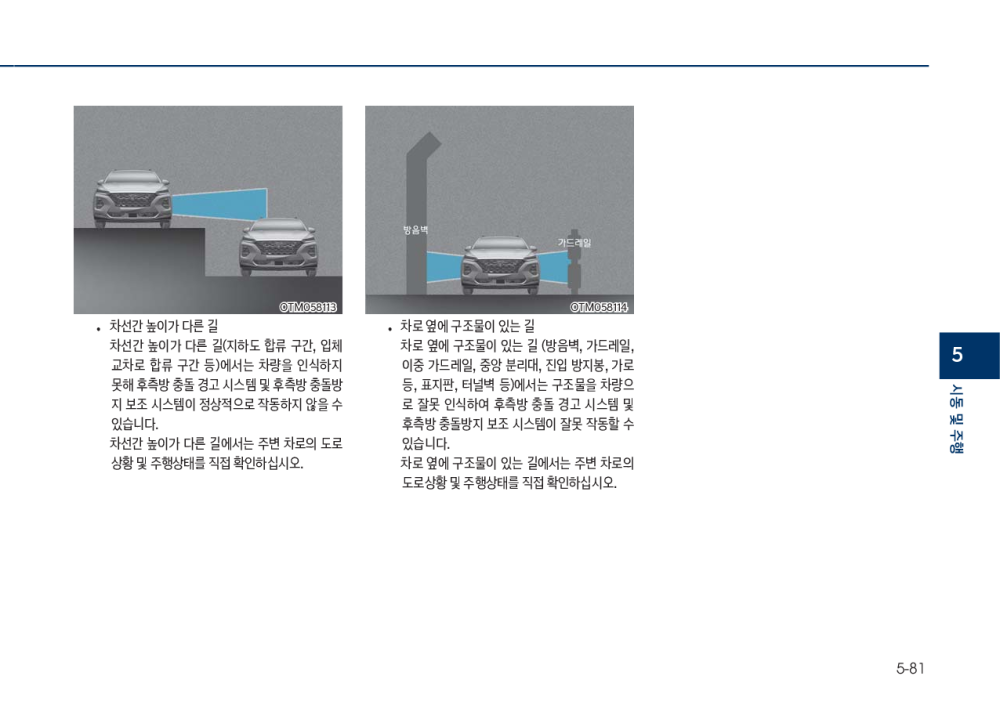 OTM058113
• 차선간 높이가 다른 길
차선간 높이가 다른 길(지하도 합류 구간, 입체
교차로 합류 구간 등)에서는 차량을 인식하지
못해 후측방 충돌 경고 시스템 및 후측방 충돌방
지 보조 시스템이 정상적으로 작동하지 않을 수
있습니다.
차선간 높이가 다른 길에서는 주변 차로의 도로
상황 및 주행상태를 직접 확인하십시오.
방음벽
가드레일
OTM058114
• 차로 옆에 구조물이 있는 길
차로 옆에 구조물이 있는 길 (방음벽, 가드레일,
이중 가드레일, 중앙 분리대, 진입 방지봉, 가로
등, 표지판, 터널벽 등)에서는 구조물을 차량으
로 잘못 인식하여 후측방 충돌 경고 시스템 및
후측방 충돌방지 보조 시스템이 잘못 작동할 수
있습니다.
차로 옆에 구조물이 있는 길에서는 주변 차로의
도로상황 및 주행상태를 직접 확인하십시오.
5
시동 및 주행
5-81